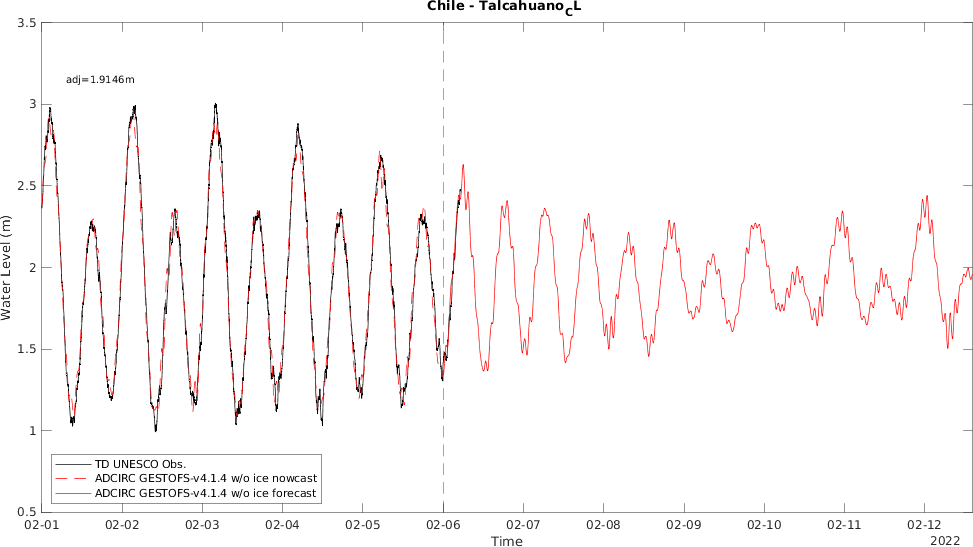 Chile - Talcahuano_CL
3.5
3
2.5
2
1.5
1
0.5
Water Level (m)
adj=1.9146m
TD UNESCO Obs.
ADCIRC GESTOFS-v4.1.4 w/o ice nowcast
ADCIRC GESTOFS-v4.1.4 w/o ice forecast
02-01 02-02 02-03 02-04 02-05 02-06 02-07 02-08 02-09 02-10 02-11 02-12
Time
2022